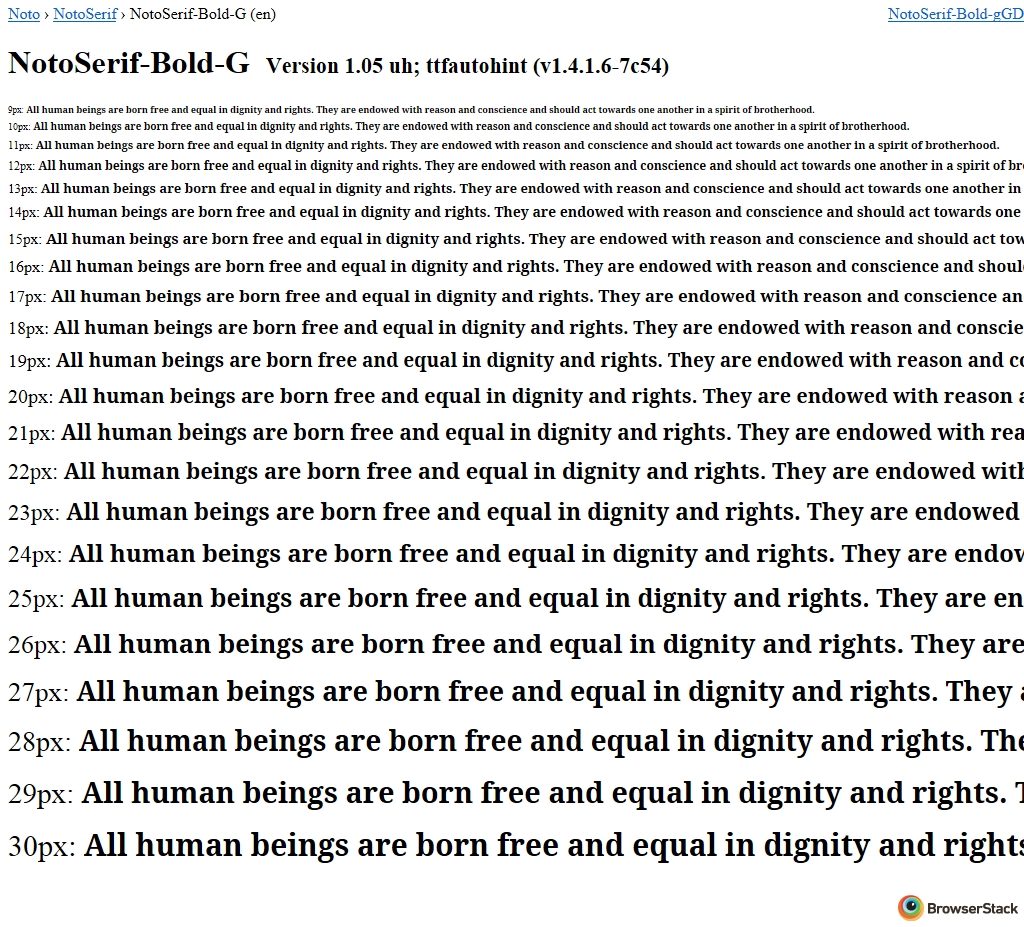 Noto › NotoSerif › NotoSerif-Bold-G (en) NotoSerif-Bold-gGD
NotoSerif-Bold-G Version 1.05 uh; ttfautohint (v1.4.1.6-7c54)
9px: All human beings are born free and equal in dignity and rights. They are endowed with reason and conscience and should act towards one another in a spirit of brotherhood.
10px: All human beings are born free and equal in dignity and rights. They are endowed with reason and conscience and should act towards one another in a spirit of brotherhood.
11px: All human beings are born free and equal in dignity and rights. They are endowed with reason and conscience and should act towards one another in a spirit of brotherhood.
12px: All human beings are born free and equal in dignity and rights. They are endowed with reason and conscience and should act towards one another in a spirit of br
13px: All human beings are born free and equal in dignity and rights. They are endowed with reason and conscience and should act towards one another in
14px: All human beings are born free and equal in dignity and rights. They are endowed with reason and conscience and should act towards one
15px: All human beings are born free and equal in dignity and rights. They are endowed with reason and conscience and should act tow
16px: All human beings are born free and equal in dignity and rights. They are endowed with reason and conscience and shoul
17px: All human beings are born free and equal in dignity and rights. They are endowed with reason and conscience an
18px: All human beings are born free and equal in dignity and rights. They are endowed with reason and conscie
19px: All human beings are born free and equal in dignity and rights. They are endowed with reason and co
20px: All human beings are born free and equal in dignity and rights. They are endowed with reason a
21px: All human beings are born free and equal in dignity and rights. They are endowed with rea
22px: All human beings are born free and equal in dignity and rights. They are endowed with
23px: All human beings are born free and equal in dignity and rights. They are endowed
24px: All human beings are born free and equal in dignity and rights. They are endow
25px: All human beings are born free and equal in dignity and rights. They are en
26px: All human beings are born free and equal in dignity and rights. They are
27px: All human beings are born free and equal in dignity and rights. They a
28px: All human beings are born free and equal in dignity and rights. The
29px: All human beings are born free and equal in dignity and rights. T
30px: All human beings are born free and equal in dignity and rights
BrowserStack